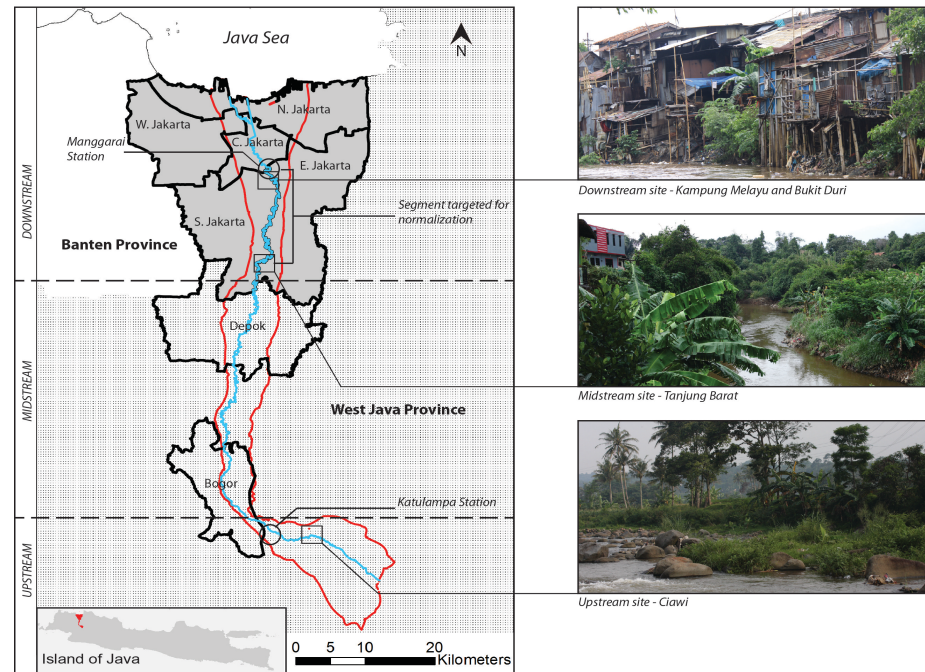 Java Sea
N
N. Jakarta
W. Jakarta
C. Jakarta
Manggarai
Station
E. Jakarta
DOWNSTREAM
Segment targeted for
normalization
S. Jakarta
Banten Province
Depok
MIDSTREAM
West Java Province
Bogor
Katulampa Station
UPSTREAM
Island of Java
0 5 10 20
Kilometers
Downstream site - Kampung Melayu and Bukit Duri
Midstream site - Tanjung Barat
Upstream site - Ciawi